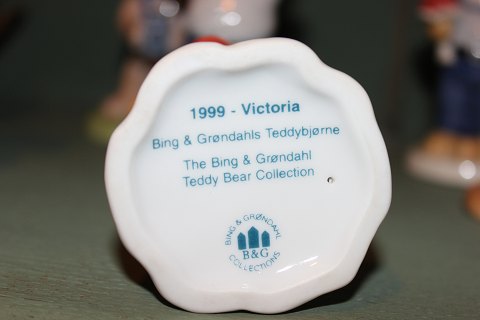 1999 - Victoria
Bing & Grøndahls Teddybjørne
The Bing & Grøndahl
Teddy Bear Collection
BING & GRØNDAHL
B&G
COLLECTIONS